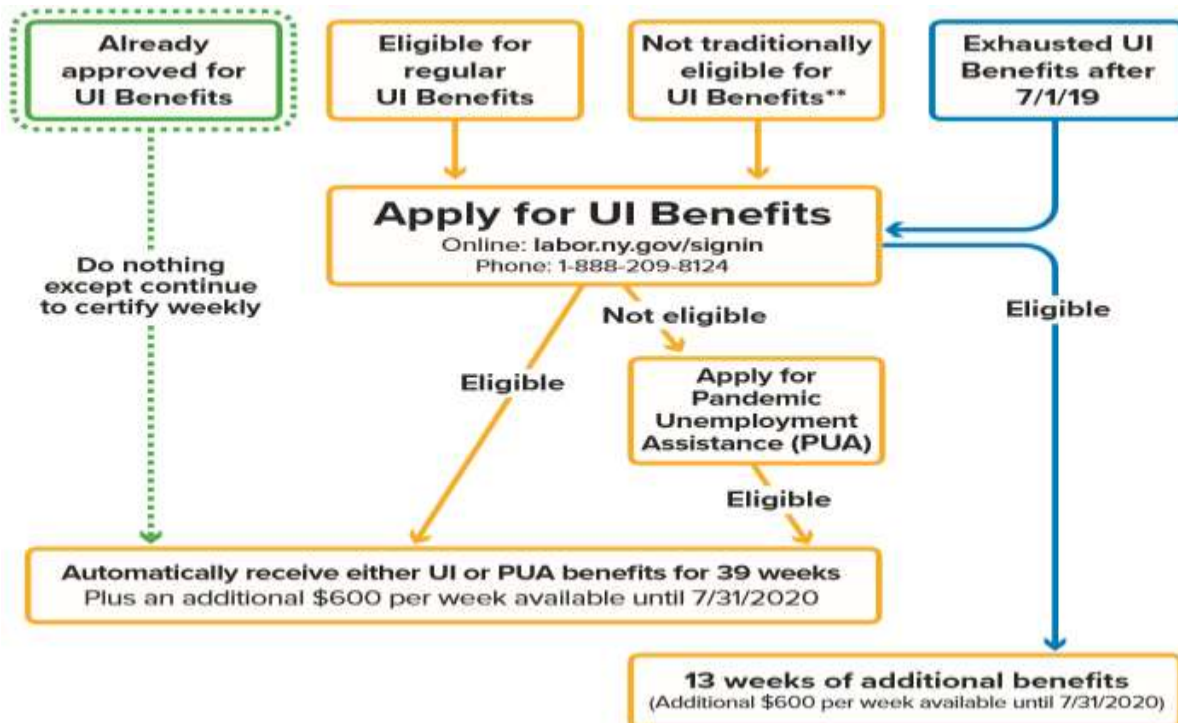 Already
approved for
UI Benefits
Eligible for
regular
UI Benefits
Not traditionally
eligible for
UI Benefits**
Exhausted UI
Benefits after
7/1/19
Apply for UI Benefits
Online: labor.ny.gov/signin
Phone: 1-888-209-8124
Do nothing
except continue
to certify weekly
Not eligible
Eligible
Eligible
Apply for
Pandemic
Unemployment
Assistance (PUA)
Eligible
Automatically receive either UI or PUA benefits for 39 weeks
Plus an additional $600 per week available until 7/31/2020
13 weeks of additional benefits
(Additional $600 per week available until 7/31/2020)